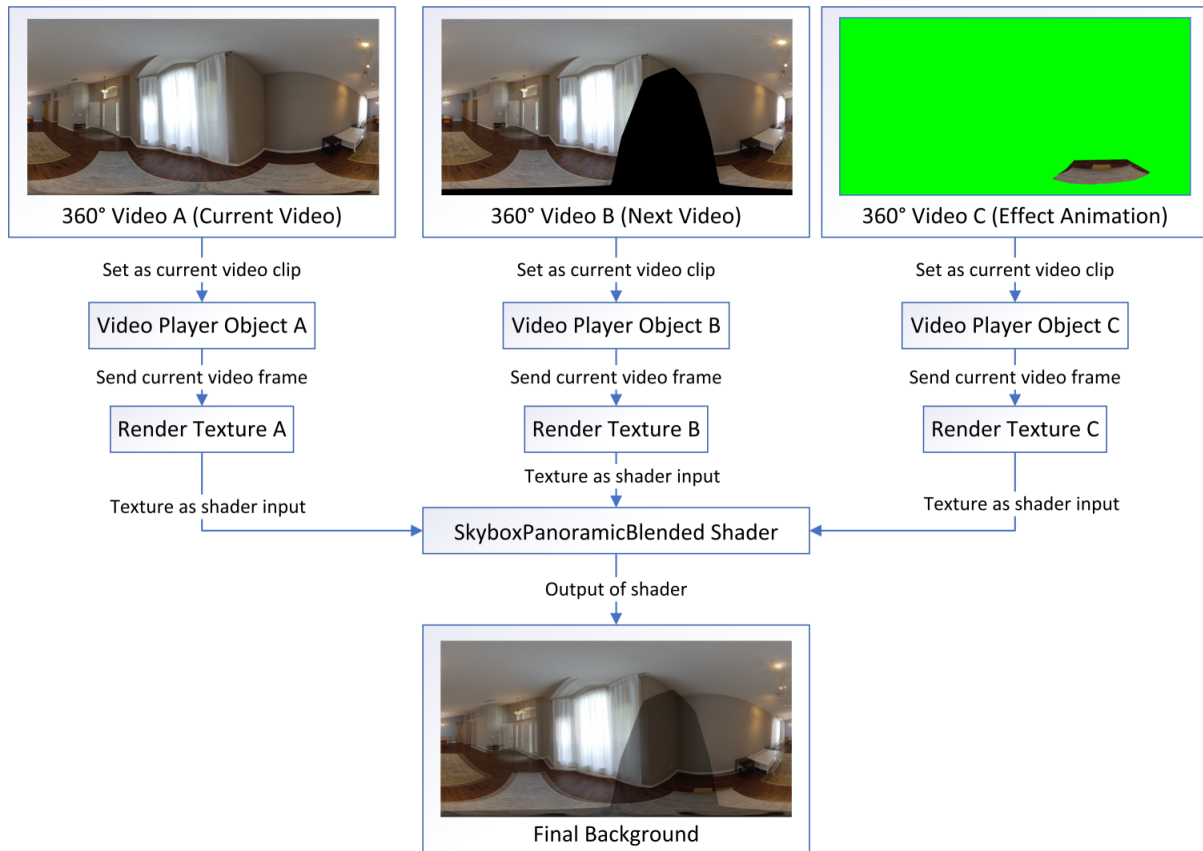 360° Video A (Current Video)
360° Video B (Next Video)
360° Video C (Effect Animation)
Set as current video clip
Set as current video clip
Set as current video clip
Video Player Object A
Video Player Object B
Video Player Object C
Send current video frame
Send current video frame
Send current video frame
Render Texture A
Render Texture B
Render Texture C
Texture as shader input
Texture as shader input
Texture as shader input
SkyboxPanoramicBlended Shader
Output of shader
Final Background